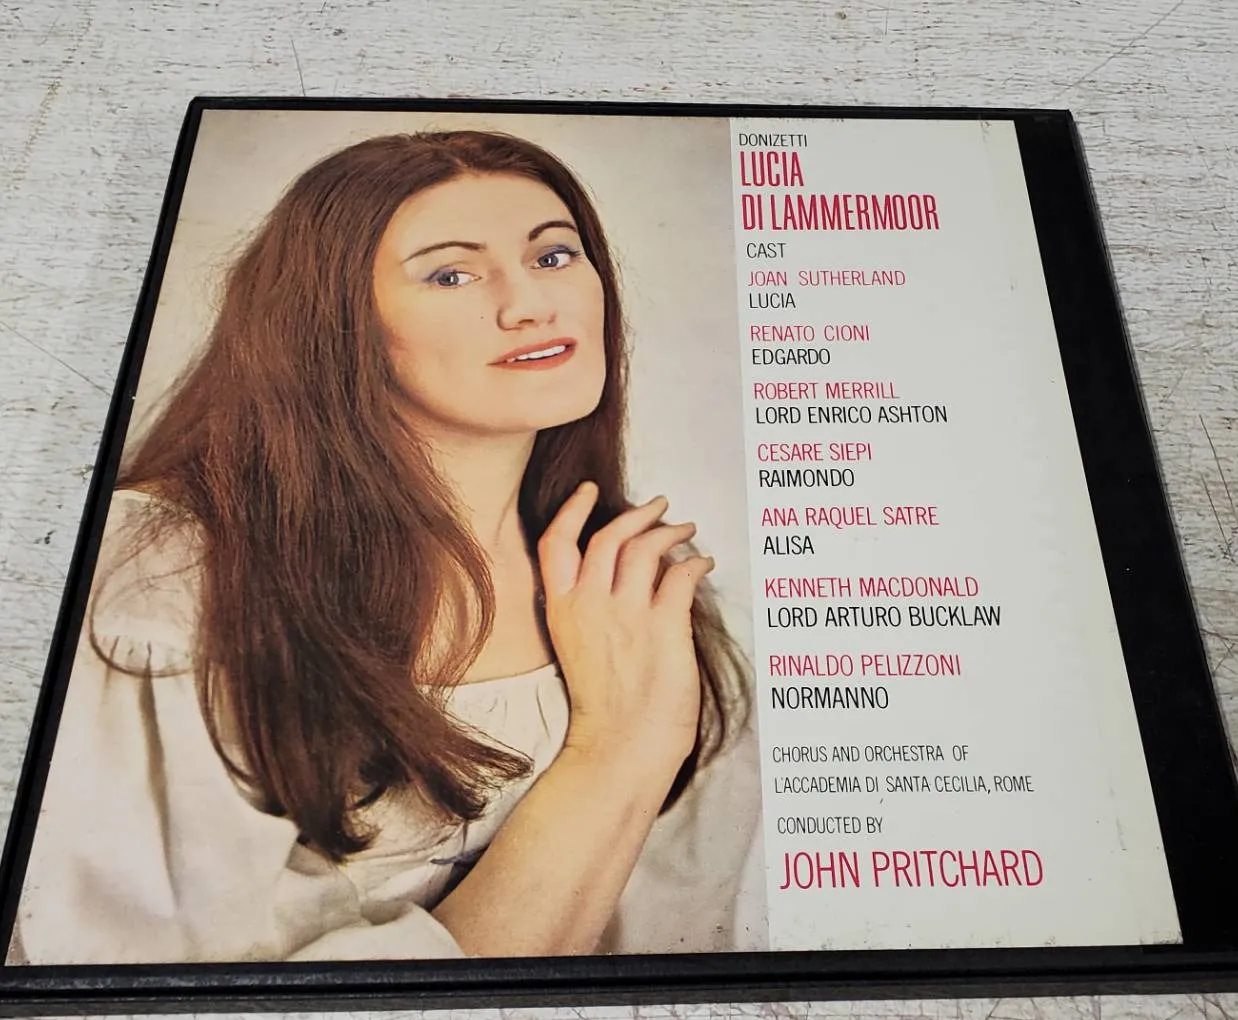 DONIZETTI
LUCIA
DI LAMMERMOOR
CAST
JOAN SUTHERLAND
LUCIA
RENATO CIONI
EDGARDO
ROBERT MERRILL
LORD ENRICO ASHTON
CESARE SIEPI
RAIMONDO
ANA RAQUEL SATRE
ALISA
KENNETH MACDONALD
LORD ARTURO BUCKLAW
RINALDO PELIZZONI
NORMANNO
CHORUS AND ORCHESTRA OF
L'ACCADEMIA DI SANTA CECILIA, ROME
CONDUCTED BY
JOHN PRITCHARD